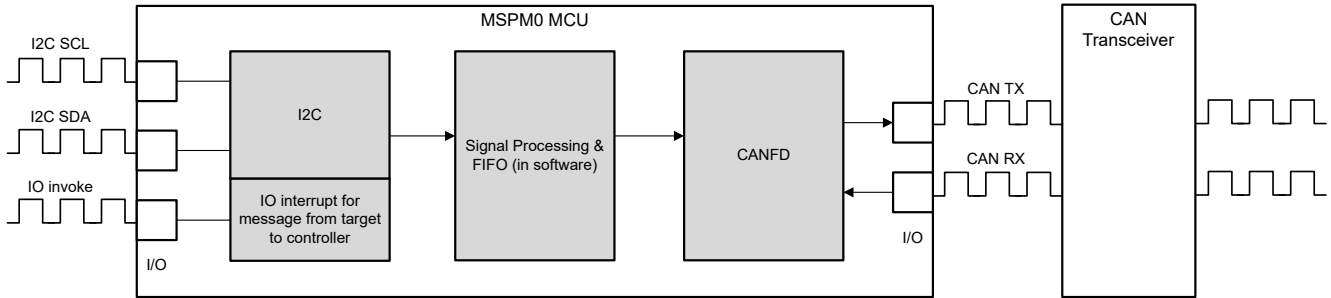 MSPM0 MCU
CAN
Transceiver
I2C SCL
I2C SDA
IO invoke
I/O
I2C
IO interrupt for
message from target
to controller
Signal Processing &
FIFO (in software)
CANFD
I/O
CAN TX
CAN RX